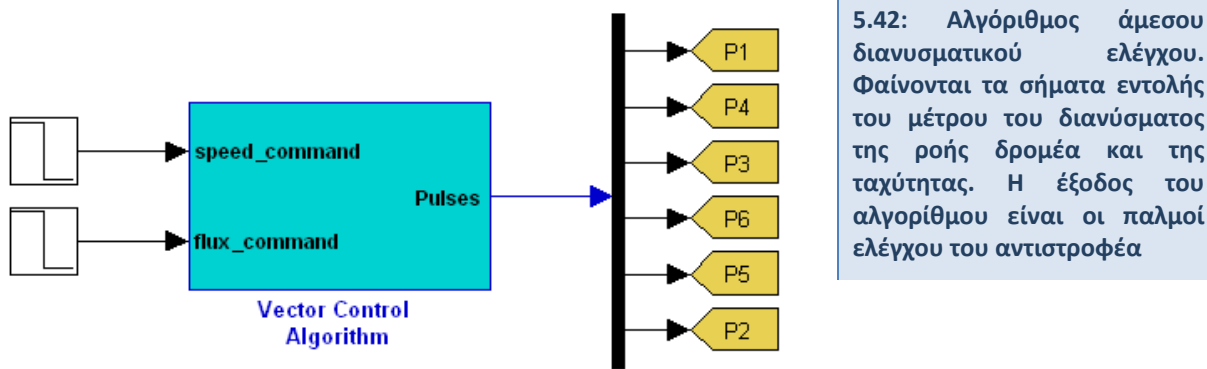 speed_command
flux_command
Pulses
Vector Control
Algorithm
P1
P4
P3
P6
P5
P2
5.42: Αλγόριθμος άμεσου
διανυσματικού ελέγχου.
Φαίνονται τα σήματα εντολής
του μέτρου του διανύσματος
της ροής δρομέα και της
ταχύτητας. Η έξοδος του
αλγορίθμου είναι οι παλμοί
ελέγχου του αντιστροφέα